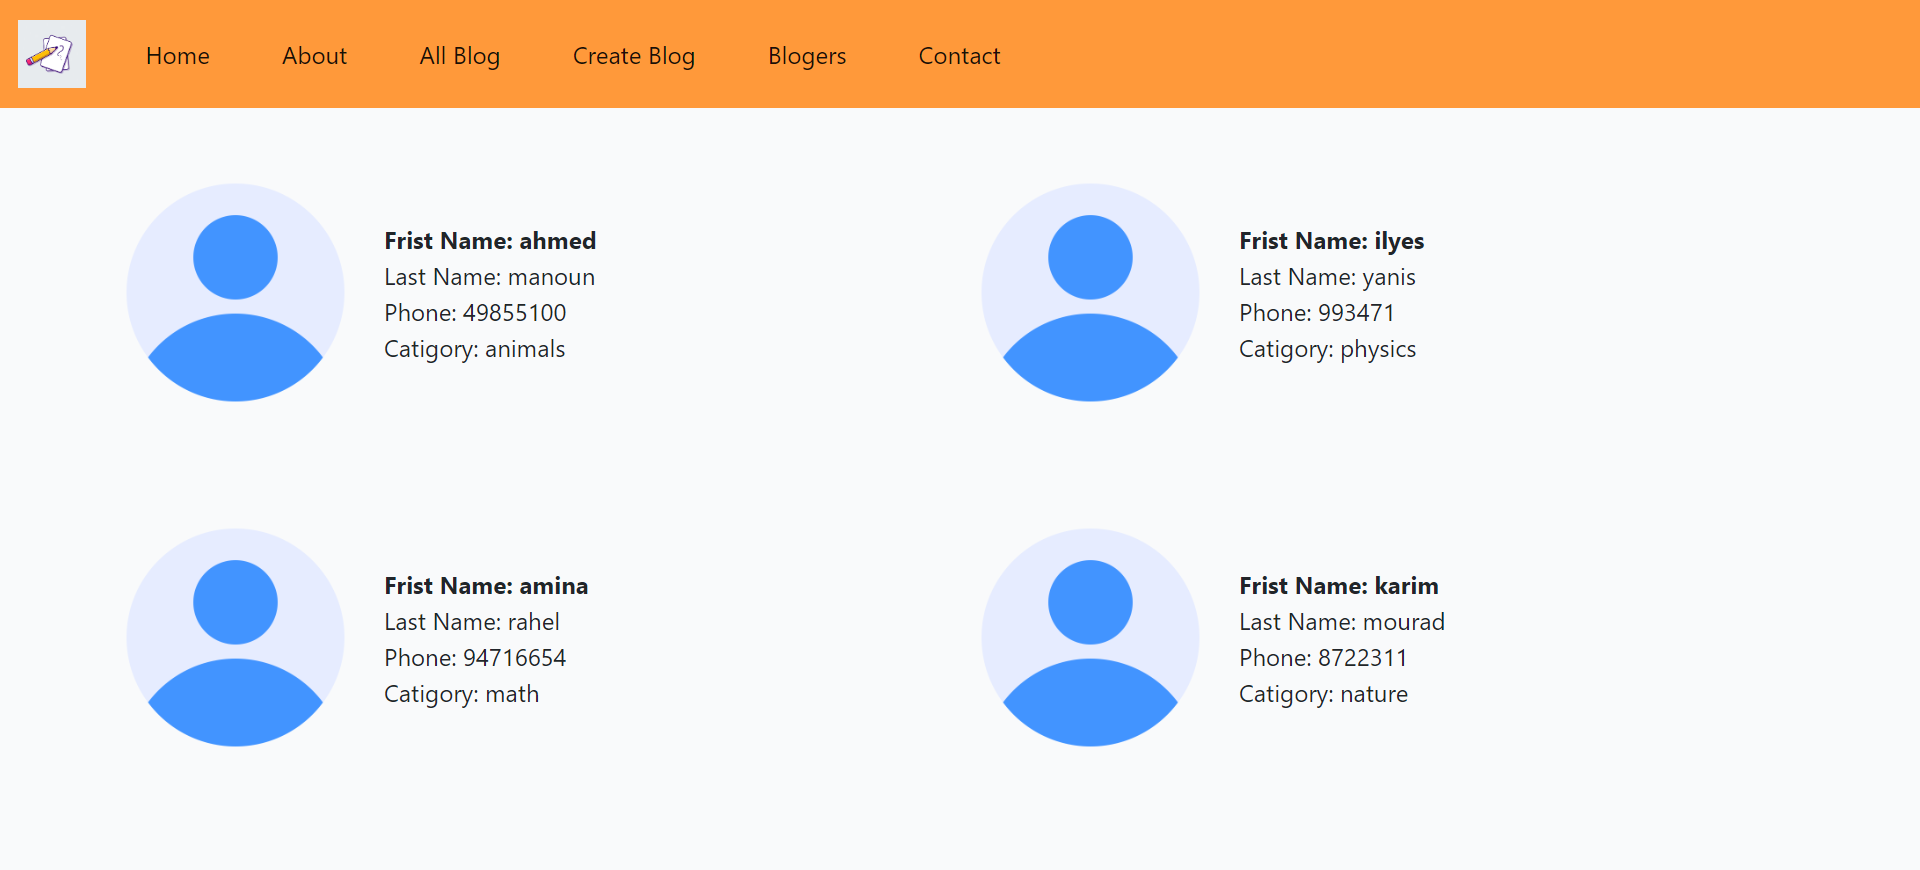 Home About All Blog Create Blog Blogers Contact
Frist Name: ahmed
Last Name: manoun
Phone: 49855100
Catigory: animals
Frist Name: ilyes
Last Name: yanis
Phone: 993471
Catigory: physics
Frist Name: amina
Last Name: rahel
Phone: 94716654
Catigory: math
Frist Name: karim
Last Name: mourad
Phone: 8722311
Catigory: nature